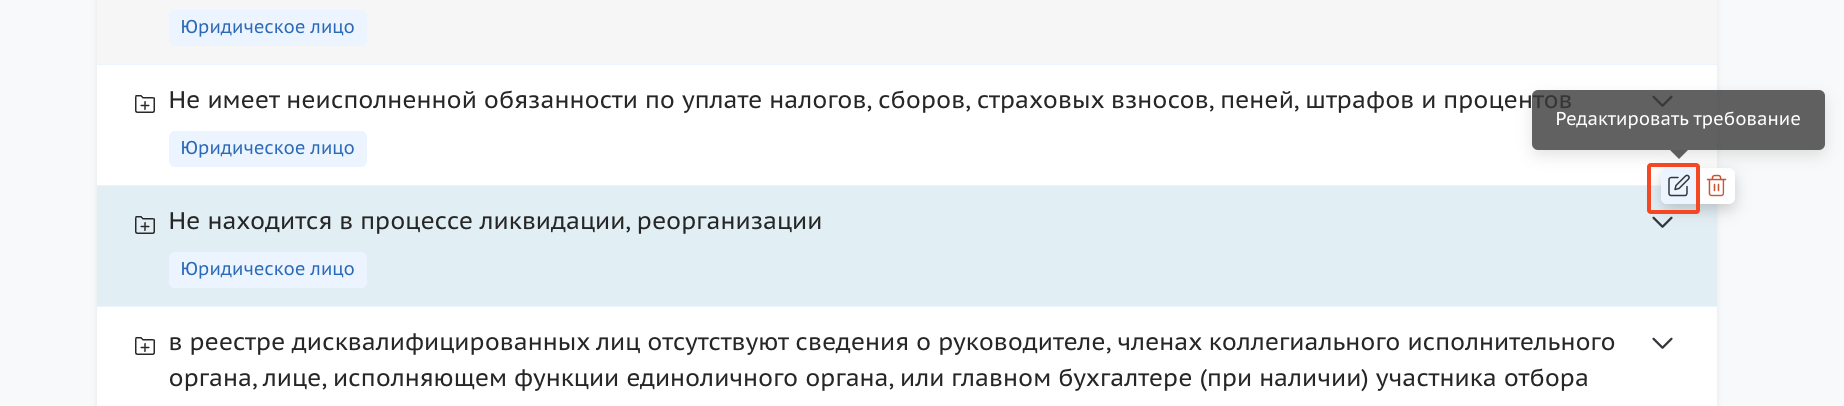 Юридическое лицо
Не имеет неисполненной обязанности по уплате налогов, сборов, страховых взносов, пеней, штрафов и процентов
Редактировать требование
Юридическое лицо
Не находится в процессе ликвидации, реорганизации
Юридическое лицо
в реестре дисквалифицированных лиц отсутствуют сведения о руководителе, членах коллегиального исполнительного
органа, лице, исполняющем функции единоличного органа, или главном бухгалтере (при наличии) участника отбора